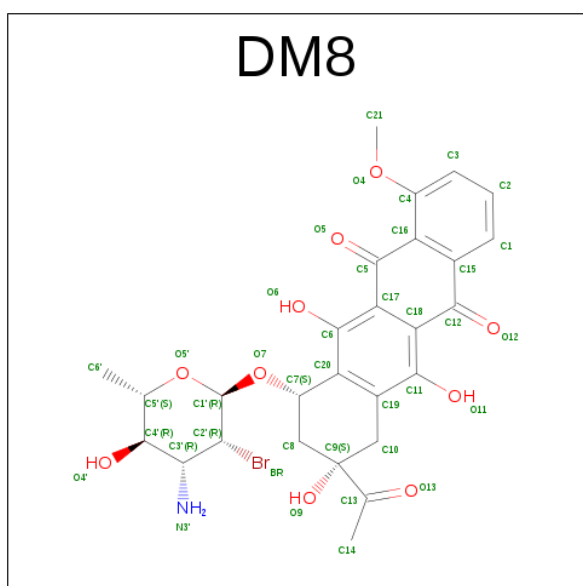 DM8
C21
O4
C3
C4
C2
O5
C16
C1
C5
C15
O6
HO
C17
C18
C12
O12
C6
O5'
O7
C20
C6'
C7(S)
C11
OH
O11
C5'(S)
C1'(R)
C19
C4'(R)
C2'(R)
C8
C10
C3'(R)
Br
BR
C9(S)
HO
O4'
HO
O9
C13
O
O13
NH2
N3'
C14